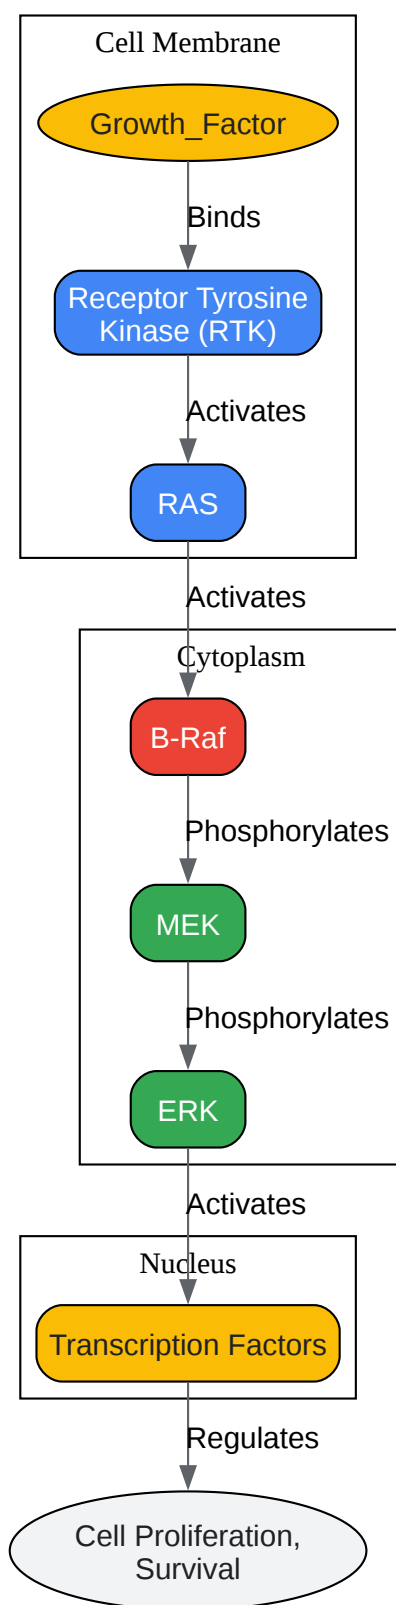 Cell Membrane
Growth_Factor
Binds
Receptor Tyrosine
Kinase (RTK)
Activates
RAS
Activates
Cytoplasm
B-Raf
Phosphorylates
MEK
Phosphorylates
ERK
Activates
Nucleus
Transcription Factors
Regulates
Cell Proliferation,
Survival